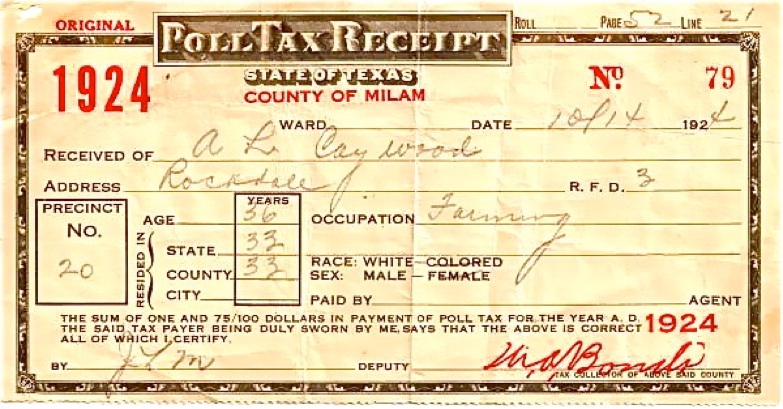 ORIGINAL POLL TAX RECEIPT ROLL PAGE 52 LINE 21
1924 STATE OF TEXAS No. 79
COUNTY OF MILAM
WARD DATE 10/14 1924
RECEIVED OF A L Caywood
ADDRESS Rockdale R. F. D. 3
PRECINCT No. 20
RESIDED IN
YEARS
AGE 36 OCCUPATION Farming
STATE 33
COUNTY 33 RACE: WHITE—COLORED
SEX: MALE—FEMALE
CITY PAID BY AGENT
THE SUM OF ONE AND 75/100 DOLLARS IN PAYMENT OF POLL TAX FOR THE YEAR A. D. 1924
THE SAID TAX PAYER BEING DULY SWORN BY ME, SAYS THAT THE ABOVE IS CORRECT
ALL OF WHICH I CERTIFY.
BY J L M DEPUTY
TAX COLLECTOR OF ABOVE SAID COUNTY